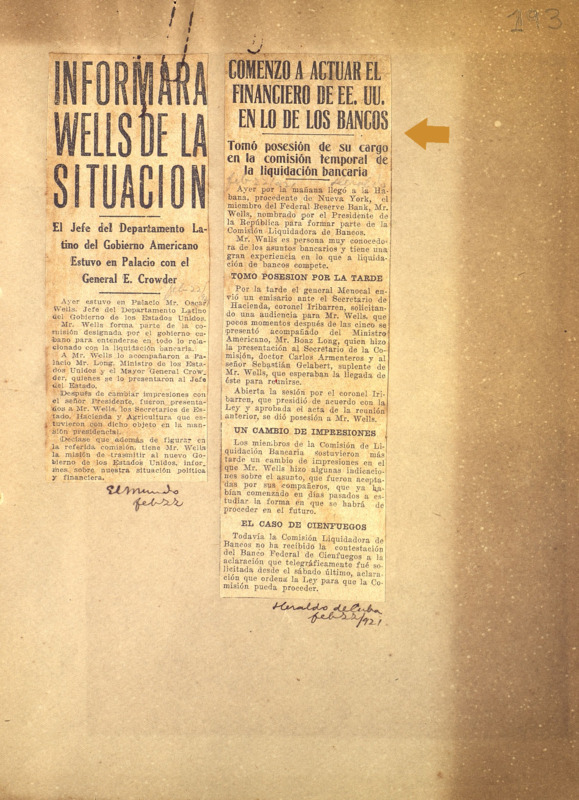 193
INFORMARA
WELLS DE LA
SITUACION
El Jefe del Departamento La-
tino del Gobierno Americano
Estuvo en Palacio con el
General E. Crowder
Ayer estuvo en Palacio Mr. Oscar
Wells, Jefe del Departamento Latino
del Gobierno de los Estados Unidos.
Mr. Wells forma parte de la co-
misión designada por el gobierno cu-
bano para entenderse en todo lo re-
lacionado con la liquidación bancaria.
A Mr. Wells lo acompañaron a Pa-
lacio Mr. Long, Ministro de los Esta-
dos Unidos y el Mayor General Crow-
der, quienes se lo presentaron al Jefe
del Estado.
Después de cambiar impresiones con
el señor Presidente, fueron presenta-
dos a Mr. Wells, los Secretarios de Es-
tado, Hacienda y Agricultura que es-
tuvieron con dicho objeto en la man-
sión presidencial.
Dícese que además de figurar en
la referida comisión, tiene Mr. Wells
la misión de trasmitir al nuevo Go-
bierno de los Estados Unidos, infor-
mes sobre nuestra situación política
y financiera.
El Mundo
feb 22
COMENZO A ACTUAR EL
FINANCIERO DE EE. UU.
EN LO DE LOS BANCOS
Tomó posesión de su cargo
en la comisión temporal de
la liquidación bancaria
Ayer por la mañana llegó a la Ha-
bana, procedente de Nueva York, el
miembro del Federal Reserve Bank, Mr.
Wells, nombrado por el Presidente de
la República para formar parte de la
Comisión Liquidadora de Bancos.
Mr. Walls es persona muy conocedo-
ra de los asuntos bancarios y tiene una
gran experiencia en lo que a liquida-
ción de bancos compete.
TOMO POSESION POR LA TARDE
Por la tarde el general Menocal en-
vió un emisario ante el Secretario de
Hacienda, coronel Iribarren, solicitan-
do una audiencia para Mr. Wells, que
pocos momentos después de las cinco se
presentó acompañado del Ministro
Americano, Mr. Boaz Long, quien hizo
la presentación al Secretario de la Co-
misión, doctor Carlos Armenteros y al
señor Sebastián Gelabert, suplente de
Mr. Wells, que esperaban la llegada de
éste para reunirse.
Abierta la sesión por el coronel Iri-
barren, que presidió de acuerdo con la
Ley y aprobada el acta de la reunión
anterior, se dió posesión a Mr. Wells.
UN CAMBIO DE IMPRESIONES
Los miembros de la Comisión de Li-
quidación Bancaria sostuvieron más
tarde un cambio de impresiones en el
que Mr. Wells hizo algunas indicacio-
nes sobre el asunto, que fueron acepta-
das por sus compañeros, que ya ha-
bían comenzado en días pasados a es-
tudiar la forma en que se habrá de
proceder en el futuro.
EL CASO DE CIENFUEGOS
Todavía la Comisión Liquidadora de
Bancos no ha recibido la contestación
del Banco Federal de Cienfuegos a la
aclaración que telegráficamente fué so-
licitada desde el sábado último, aclara-
ción que ordena la Ley para que la Co-
misión pueda proceder.
Heraldo de Cuba
feb 22/921.